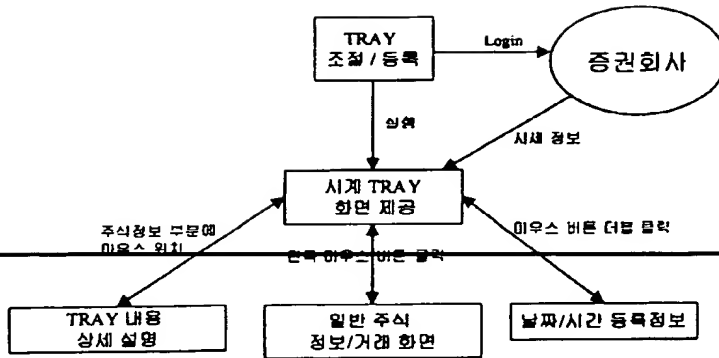 TRAY
조절 / 등록
Login
증권회사
실행
시세 정보
시계 TRAY
화면 제공
주식정보 부분에
마우스 위치
마우스 버튼 더블 클릭
마우스 버튼 클릭
TRAY 내용
상세 설명
일반 주식
정보/거래 화면
날짜/시간 등록정보